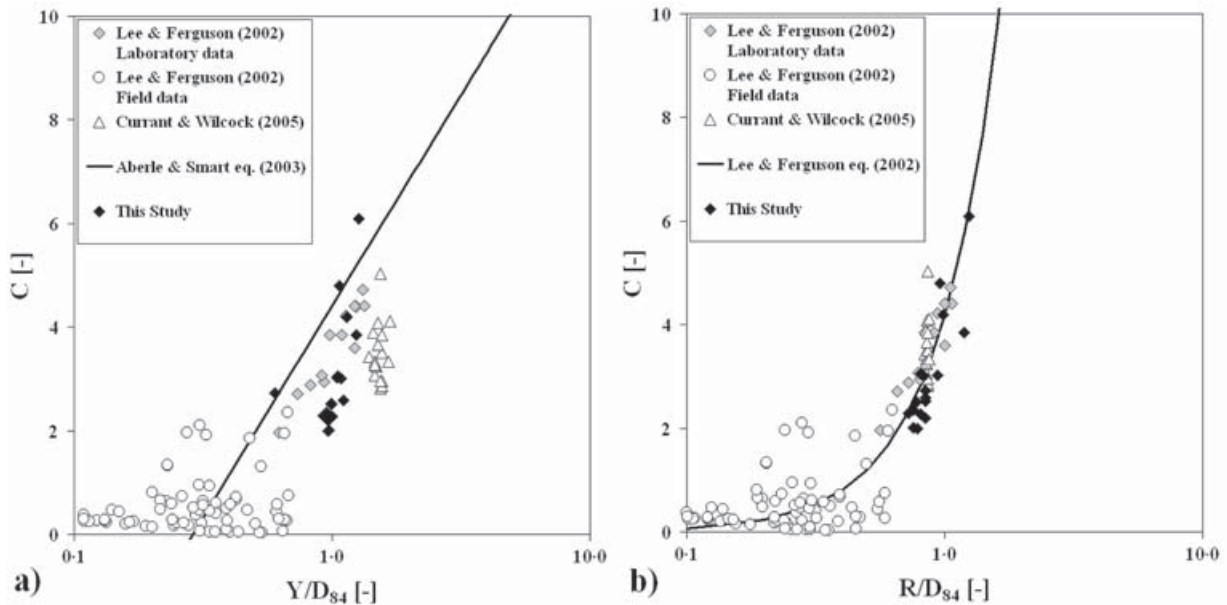 10
8
6
4
2
0
C [-]
Lee & Ferguson (2002)
Laboratory data
Lee & Ferguson (2002)
Field data
Currant & Wilcock (2005)
Aberle & Smart eq. (2003)
This Study
0·1
1·0
10·0
Y/D84 [-]
a)
10
8
6
4
2
0
C [-]
Lee & Ferguson (2002)
Laboratory data
Lee & Ferguson (2002)
Field data
Currant & Wilcock (2005)
Lee & Ferguson eq. (2002)
This Study
0·1
1·0
10·0
R/D84 [-]
b)